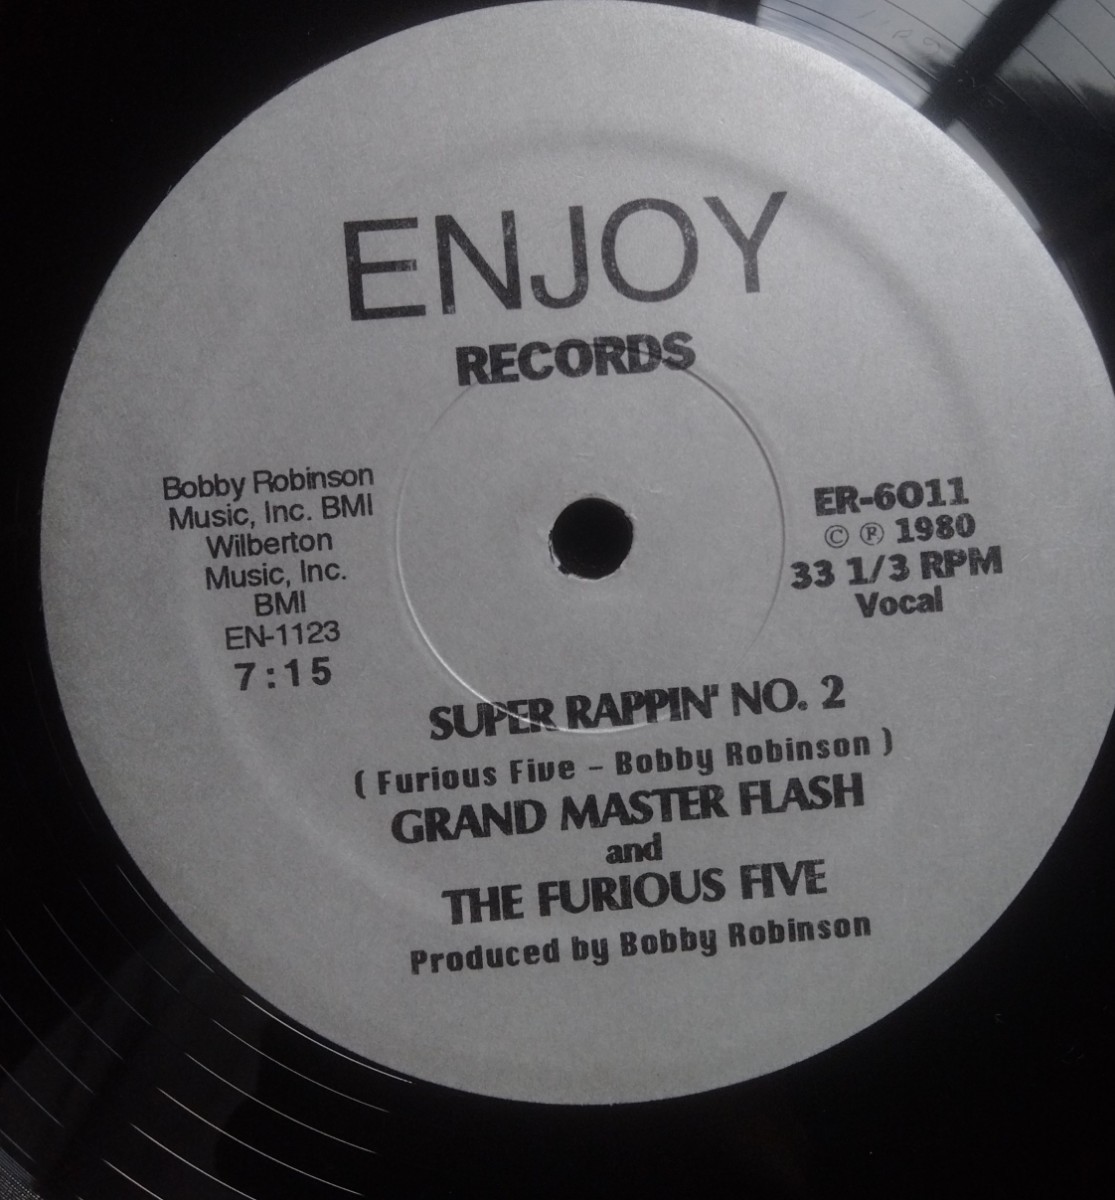 ENJOY
RECORDS
Bobby Robinson
Music, Inc. BMI
Wilberton
Music, Inc.
BMI
EN-1123
7:15
ER-6011
© ℗ 1980
33 1/3 RPM
Vocal
SUPER RAPPIN' NO. 2
( Furious Five - Bobby Robinson )
GRAND MASTER FLASH
and
THE FURIOUS FIVE
Produced by Bobby Robinson